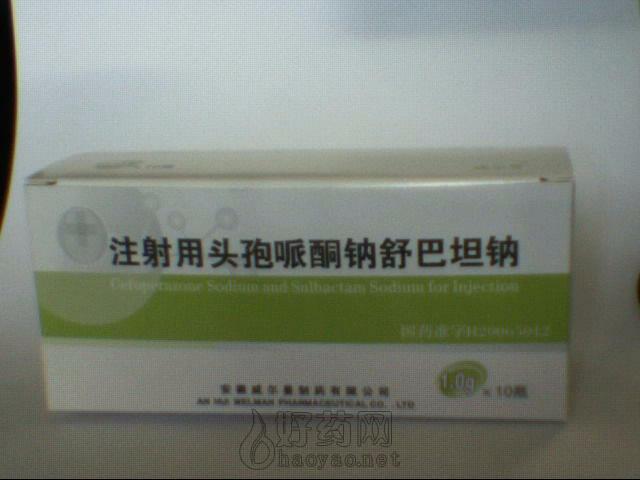 注射用头孢哌酮钠舒巴坦钠
Cefoperazone Sodium and Sulbactam Sodium for Injection
国药准字H20065012
1.0g x 10瓶
安徽威尔曼制药有限公司
AN HUI WELMAN PHARMACEUTICAL CO., LTD
好药网
haoyao.net